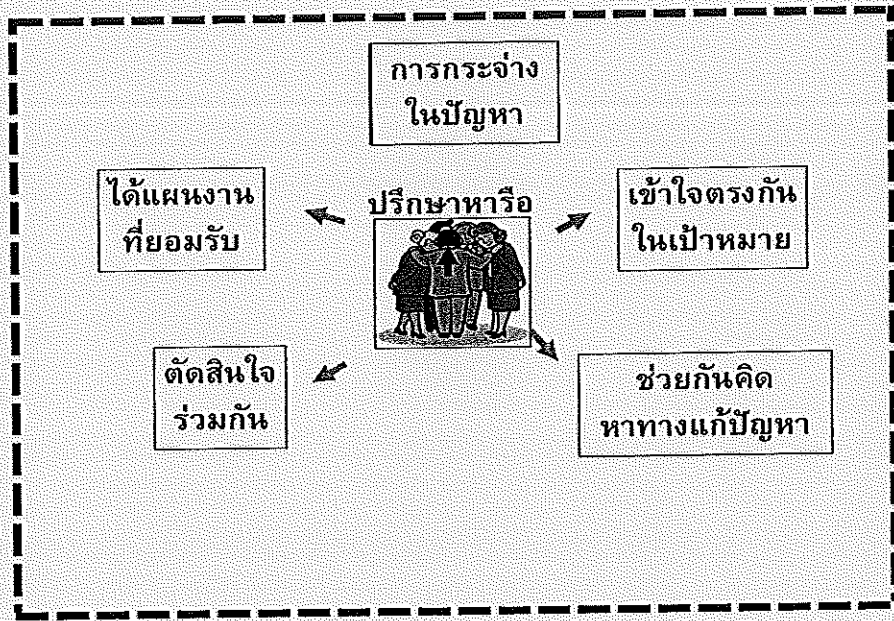 การกระจ่าง
ในปัญหา
ได้แผนงาน
ที่ยอมรับ
ปรึกษาหารือ
เข้าใจตรงกัน
ในเป้าหมาย
ตัดสินใจ
ร่วมกัน
ช่วยกันคิด
หาทางแก้ปัญหา